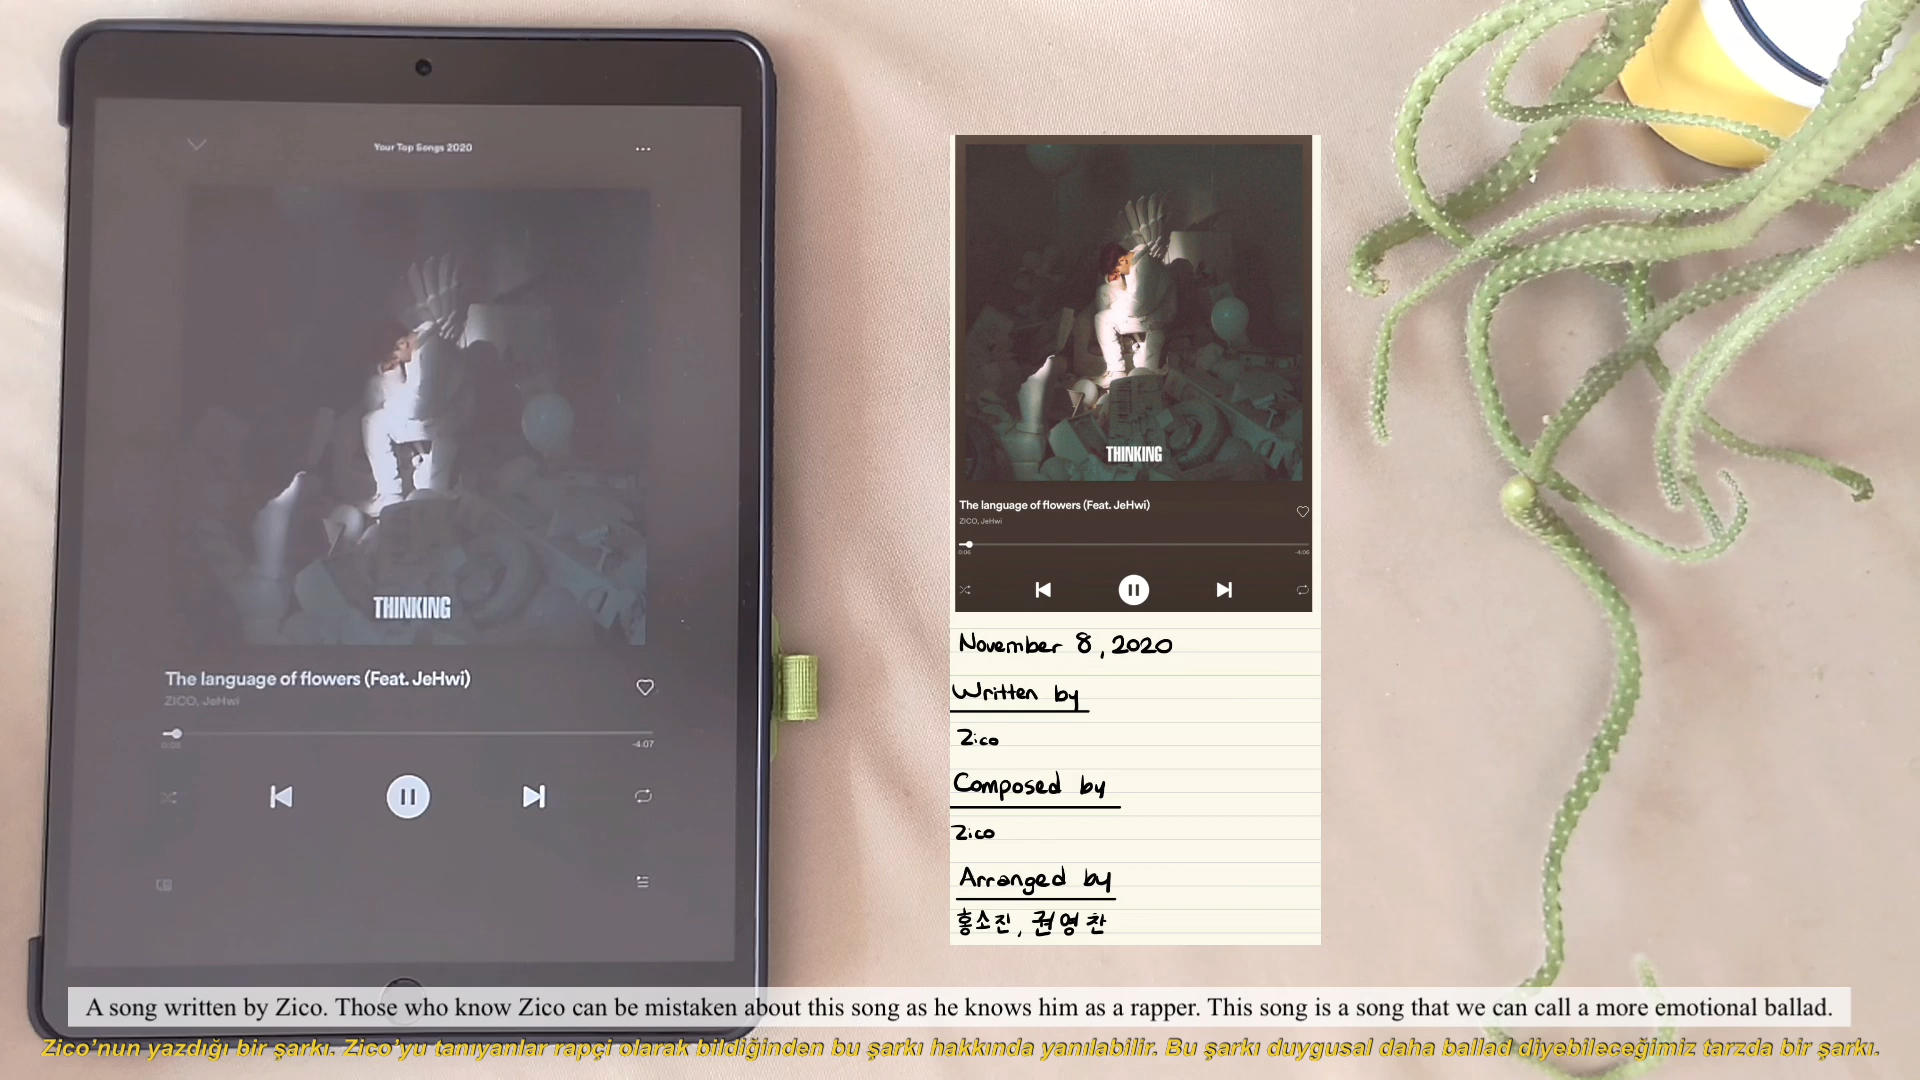 Your Top Songs 2020
THINKING
The language of flowers (Feat. JeHwi)
ZICO, JeHwi
-4:07
THINKING
The language of flowers (Feat. JeHwi)
ZICO, JeHwi
0:06
-4:06
November 8, 2020
Written by
Zico
Composed by
Zico
Arranged by
홍소진, 권영찬
A song written by Zico. Those who know Zico can be mistaken about this song as he knows him as a rapper. This song is a song that we can call a more emotional ballad.
Zico'nun yazdığı bir şarkı. Zico'yu tanıyanlar rapçi olarak bildiğinden bu şarkı hakkında yanılabilir. Bu şarkı duygusal daha ballad diyebileceğimiz tarzda bir şarkı.